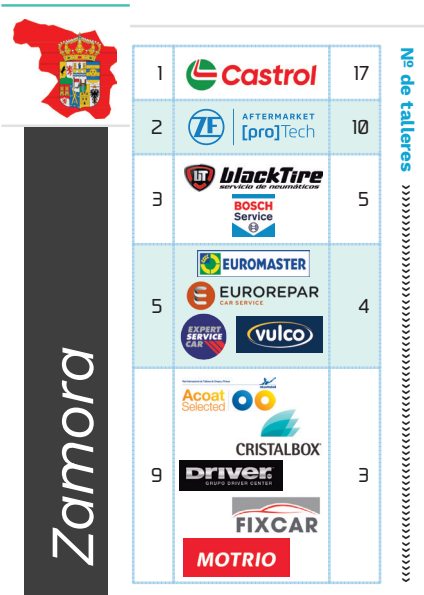 Zamora
Nº de talleres
1 Castrol 17
2 ZF AFTERMARKET 10
[pro]Tech
3 BT blackTire 5
servicio de neumáticos
BOSCH
Service
5 EUROMASTER 4
EUROREPAR
CAR SERVICE
EXPERT
SERVICE
CAR
vulco
9 Acoat 3
Selected
CRISTALBOX
DRIVER
GRUPO DRIVER CENTER
FIXCAR
MOTRIO